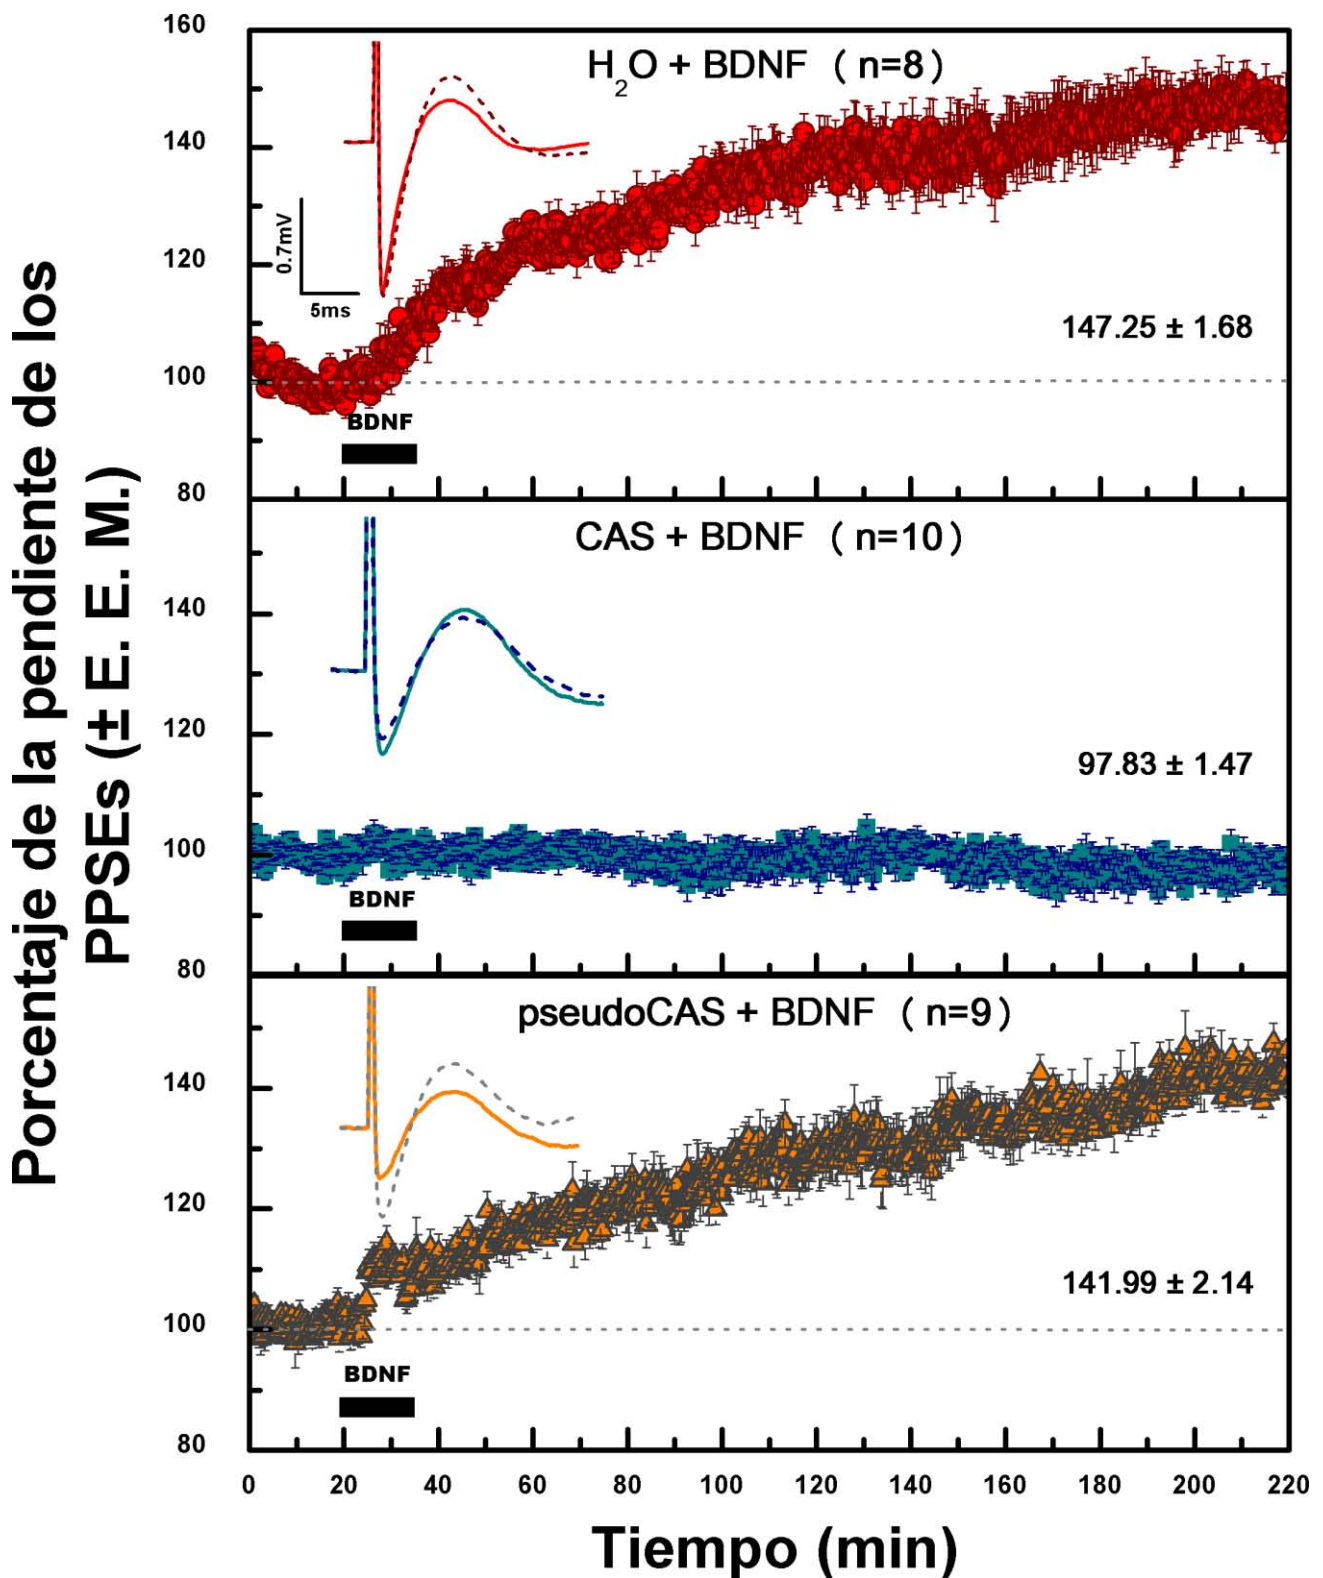 Porcentaje de la pendiente de los
PPSEs (± E. E. M.)
160
140
120
100
80
H2O + BDNF ( n=8)
0.7mV
5ms
147.25 ± 1.68
BDNF
140
120
100
80
CAS + BDNF ( n=10)
97.83 ± 1.47
BDNF
140
120
100
80
pseudoCAS + BDNF ( n=9)
141.99 ± 2.14
BDNF
0 20 40 60 80 100 120 140 160 180 200 220
Tiempo (min)